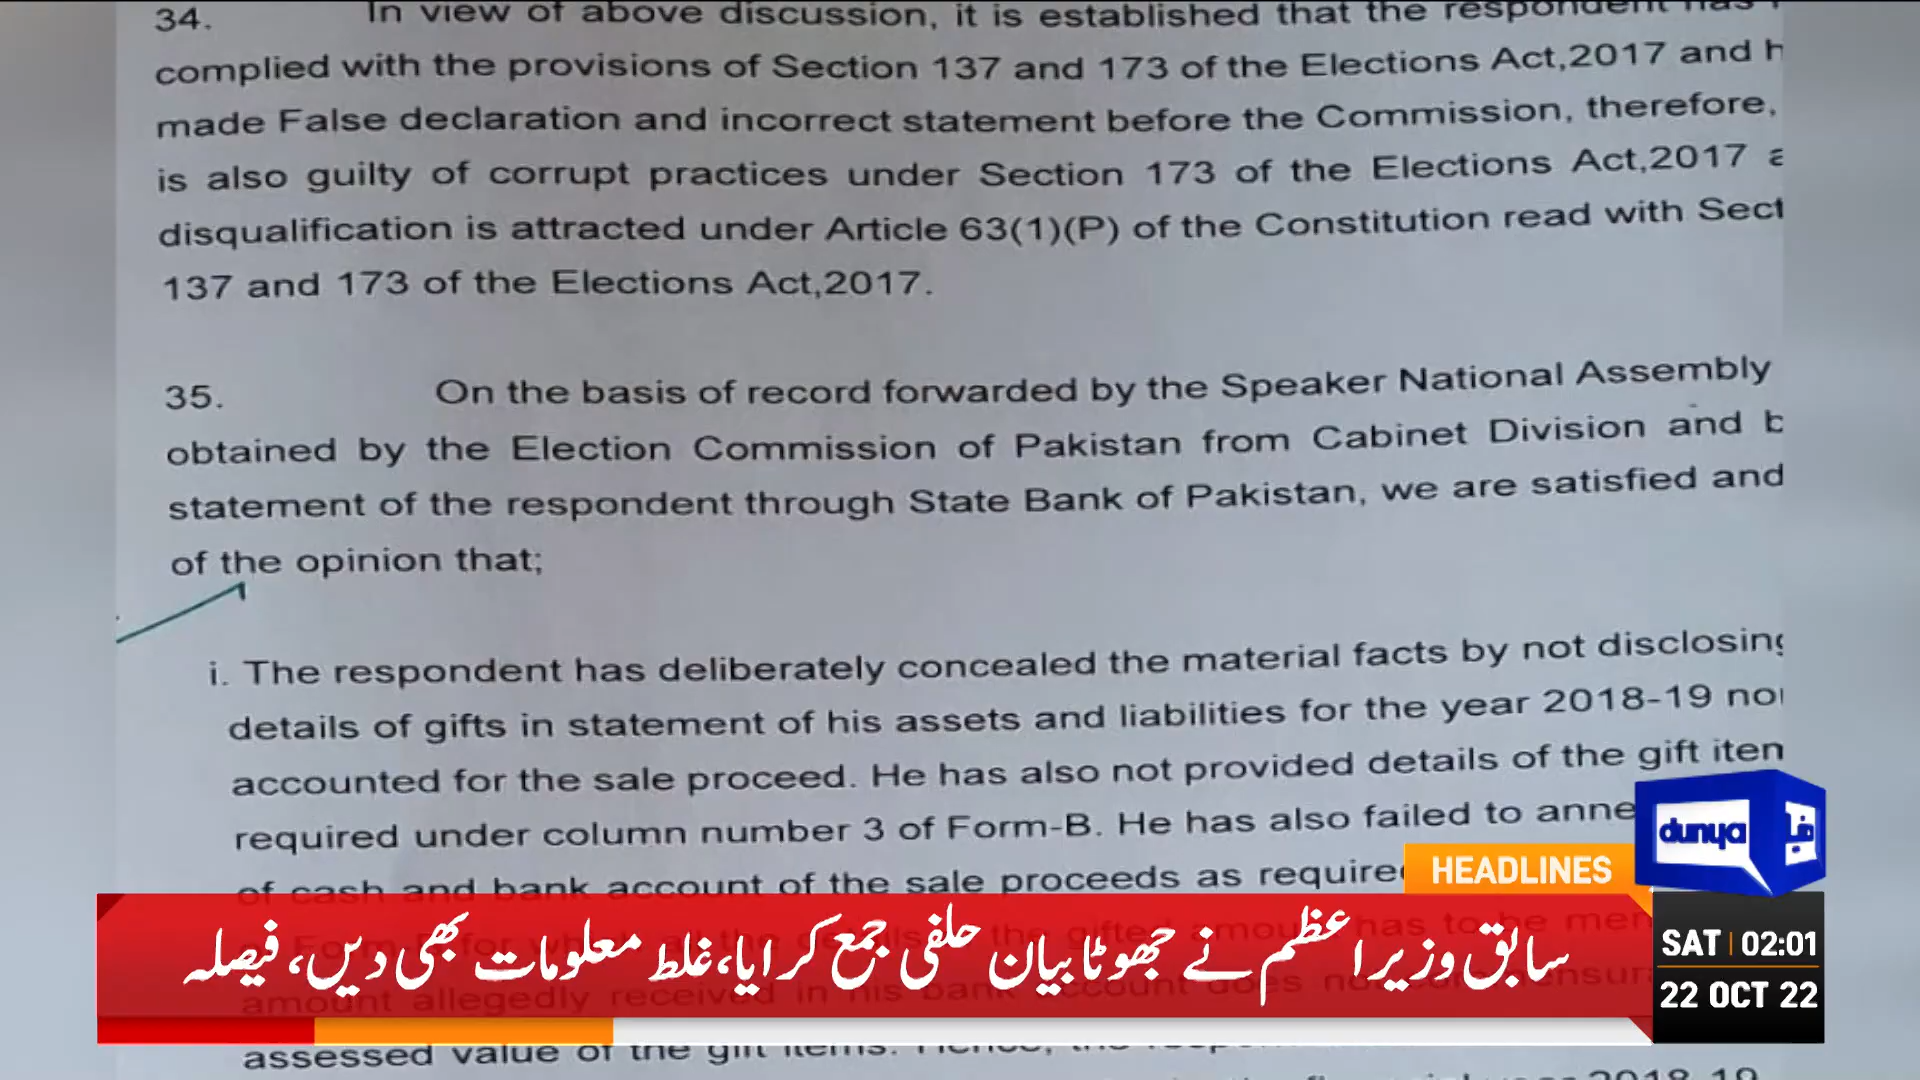 34. In view of above discussion, it is established that the respondent has
complied with the provisions of Section 137 and 173 of the Elections Act,2017 and
made False declaration and incorrect statement before the Commission, therefore,
is also guilty of corrupt practices under Section 173 of the Elections Act,2017
disqualification is attracted under Article 63(1)(P) of the Constitution read with Sect
137 and 173 of the Elections Act,2017.
35. On the basis of record forwarded by the Speaker National Assembly
obtained by the Election Commission of Pakistan from Cabinet Division and b
statement of the respondent through State Bank of Pakistan, we are satisfied and
of the opinion that;
i. The respondent has deliberately concealed the material facts by not disclosing
details of gifts in statement of his assets and liabilities for the year 2018-19 nor
accounted for the sale proceed. He has also not provided details of the gift item
required under column number 3 of Form-B. He has also failed to anne
of cash and bank account of the sale proceeds as require
HEADLINES
dunya
دنیا
سابق وزیراعظم نے جھوٹا بیان حلفی جمع کرایا، غلط معلومات بھی دیں، فیصلہ
SAT | 02:01
22 OCT 22
amount allegedly received in his bank account does
assessed value of the gift items.
2018-19